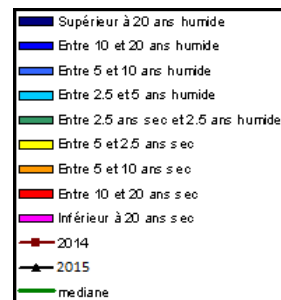 Supérieur à 20 ans humide
Entre 10 et 20 ans humide
Entre 5 et 10 ans humide
Entre 2.5 et 5 ans humide
Entre 2.5 ans sec et 2.5 ans humide
Entre 5 et 2.5 ans sec
Entre 5 et 10 ans sec
Entre 10 et 20 ans sec
Inférieur à 20 ans sec
2014
2015
mediane